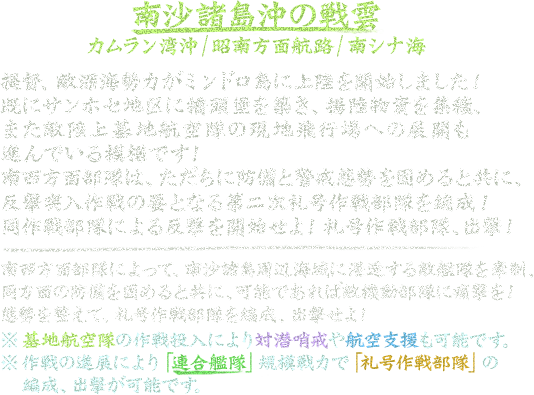 南沙諸島沖の戦雲
カムラン湾沖/昭南方面航路/南シナ海
提督、敵深海勢力がミンドロ島に上陸を開始しました!
既にサンホセ地区に橋頭堡を築き、揚陸物資を集積、
また敵陸上基地航空隊の現地飛行場への展開も
進んでいる模様です!
南西方面部隊は、ただちに防備と警戒態勢を固めると共に、
反撃突入作戦の要となる第二次礼号作戦部隊を編成!
同作戦部隊による反撃を開始せよ!礼号作戦部隊、出撃!
南西方面部隊によって、南沙諸島周辺海域に浸透する敵艦隊を牽制、
同方面の防備を固めると共に、可能であれば敵機動部隊に痛撃を!
態勢を整えて、礼号作戦部隊を編成、出撃せよ!
※基地航空隊の作戦投入により対潜哨戒や航空支援も可能です。
※作戦の進展により「連合艦隊」規模戦力で「礼号作戦部隊」の
編成、出撃が可能です。